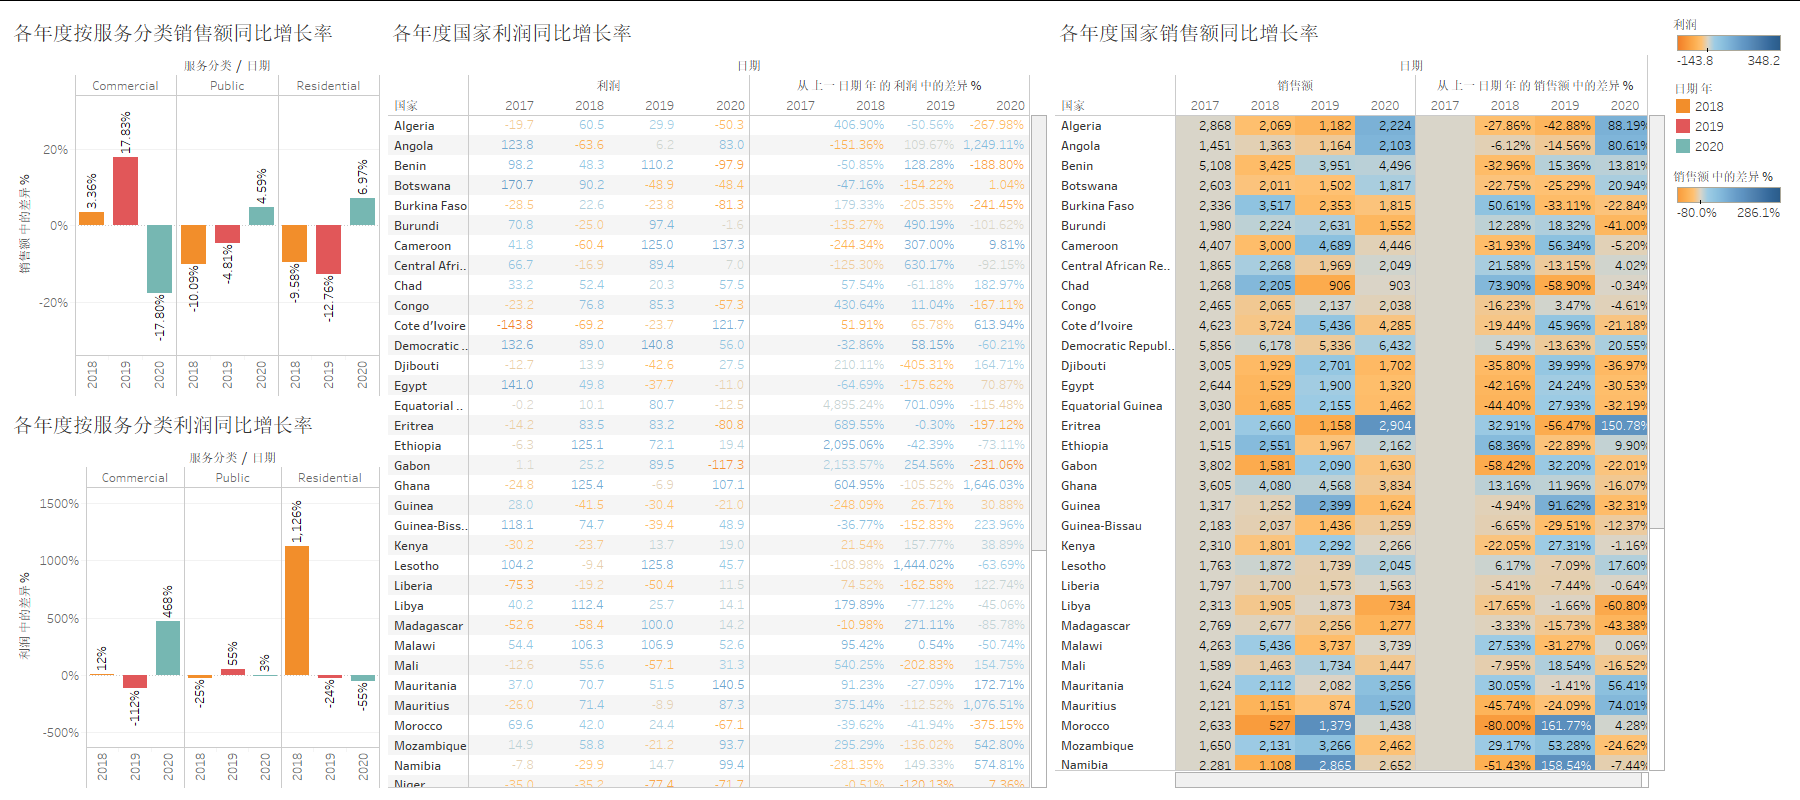 各年度按服务分类销售额同比增长率
服务分类 / 日期
Commercial Public Residential
20%
0%
-20%
销售额 中的差异 %
3.36% 17.83% -17.80% -10.09% -4.81% 4.59% -9.58% -12.76% 6.97%
2018 2019 2020 2018 2019 2020 2018 2019 2020
各年度按服务分类利润同比增长率
服务分类 / 日期
Commercial Public Residential
1500%
1000%
500%
0%
-500%
利润 中的差异 %
12% -112% 468% -25% 55% 3% 1,126% -24% -55%
2018 2019 2020 2018 2019 2020 2018 2019 2020
各年度国家利润同比增长率
日期
利润 从 上 一 日期 年 的 利润 中的差异 %
国家 2017 2018 2019 2020 2017 2018 2019 2020
Algeria -19.7 60.5 29.9 -50.3 406.90% -50.56% -267.98%
Angola 123.8 -63.6 6.2 83.0 -151.36% 109.67% 1,249.11%
Benin 98.2 48.3 110.2 -97.9 -50.85% 128.28% -188.80%
Botswana 170.7 90.2 -48.9 -48.4 -47.16% -154.22% 1.04%
Burkina Faso -28.5 22.6 -23.8 -81.3 179.33% -205.35% -241.45%
Burundi 70.8 -25.0 97.4 -1.6 -135.27% 490.19% -101.62%
Cameroon 41.8 -60.4 125.0 137.3 -244.34% 307.00% 9.81%
Central Afri.. 66.7 -16.9 89.4 7.0 -125.30% 630.17% -92.15%
Chad 33.2 52.4 20.3 57.5 57.54% -61.18% 182.97%
Congo -23.2 76.8 85.3 -57.3 430.64% 11.04% -167.11%
Cote d’Ivoire -143.8 -69.2 -23.7 121.7 51.91% 65.78% 613.94%
Democratic .. 132.6 89.0 140.8 56.0 -32.86% 58.15% -60.21%
Djibouti -12.7 13.9 -42.6 27.5 210.11% -405.31% 164.71%
Egypt 141.0 49.8 -37.7 -11.0 -64.69% -175.62% 70.87%
Equatorial .. -0.2 10.1 80.7 -12.5 4,895.24% 701.09% -115.48%
Eritrea -14.2 83.5 83.2 -80.8 689.55% -0.30% -197.12%
Ethiopia -6.3 125.1 72.1 19.4 2,095.06% -42.39% -73.11%
Gabon 1.1 25.2 89.5 -117.3 2,153.57% 254.56% -231.06%
Ghana -24.8 125.4 -6.9 107.1 604.95% -105.52% 1,646.03%
Guinea 28.0 -41.5 -30.4 -21.0 -248.09% 26.71% 30.88%
Guinea-Biss.. 118.1 74.7 -39.4 48.9 -36.77% -152.83% 223.96%
Kenya -30.2 -23.7 13.7 19.0 21.54% 157.77% 38.89%
Lesotho 104.2 -9.4 125.8 45.7 -108.98% 1,444.02% -63.69%
Liberia -75.3 -19.2 -50.4 11.5 74.52% -162.58% 122.74%
Libya 40.2 112.4 25.7 14.1 179.89% -77.12% -45.06%
Madagascar -52.6 -58.4 100.0 14.2 -10.98% 271.11% -85.78%
Malawi 54.4 106.3 106.9 52.6 95.42% 0.54% -50.74%
Mali -12.6 55.6 -57.1 31.3 540.25% -202.83% 154.75%
Mauritania 37.0 70.7 51.5 140.5 91.23% -27.09% 172.71%
Mauritius -26.0 71.4 -8.9 87.3 375.14% -112.52% 1,076.51%
Morocco 69.6 42.0 24.4 -67.1 -39.62% -41.94% -375.15%
Mozambique 14.9 58.8 -21.2 93.7 295.29% -136.02% 542.80%
Namibia -7.8 -29.9 14.7 99.4 -281.35% 149.33% 574.81%
Niger -35.0 -35.2 -77.4 -71.7 -0.51% -120.13% 7.36%
各年度国家销售额同比增长率
日期
销售额 从 上 一 日期 年 的 销售额 中的差异 %
国家 2017 2018 2019 2020 2017 2018 2019 2020
Algeria 2,868 2,069 1,182 2,224 -27.86% -42.88% 88.19%
Angola 1,451 1,363 1,164 2,103 -6.12% -14.56% 80.61%
Benin 5,108 3,425 3,951 4,496 -32.96% 15.36% 13.81%
Botswana 2,603 2,011 1,502 1,817 -22.75% -25.29% 20.94%
Burkina Faso 2,336 3,517 2,353 1,815 50.61% -33.11% -22.84%
Burundi 1,980 2,224 2,631 1,552 12.28% 18.32% -41.00%
Cameroon 4,407 3,000 4,689 4,446 -31.93% 56.34% -5.20%
Central African Re.. 1,865 2,268 1,969 2,049 21.58% -13.15% 4.02%
Chad 1,268 2,205 906 903 73.90% -58.90% -0.34%
Congo 2,465 2,065 2,137 2,038 -16.23% 3.47% -4.61%
Cote d’Ivoire 4,623 3,724 5,436 4,285 -19.44% 45.96% -21.18%
Democratic Republ.. 5,856 6,178 5,336 6,432 5.49% -13.63% 20.55%
Djibouti 3,005 1,929 2,701 1,702 -35.80% 39.99% -36.97%
Egypt 2,644 1,529 1,900 1,320 -42.16% 24.24% -30.53%
Equatorial Guinea 3,030 1,685 2,155 1,462 -44.40% 27.93% -32.19%
Eritrea 2,001 2,660 1,158 2,904 32.91% -56.47% 150.78%
Ethiopia 1,515 2,551 1,967 2,162 68.36% -22.89% 9.90%
Gabon 3,802 1,581 2,090 1,630 -58.42% 32.20% -22.01%
Ghana 3,605 4,080 4,568 3,834 13.16% 11.96% -16.07%
Guinea 1,317 1,252 2,399 1,624 -4.94% 91.62% -32.31%
Guinea-Bissau 2,183 2,037 1,436 1,259 -6.65% -29.51% -12.37%
Kenya 2,310 1,801 2,292 2,266 -22.05% 27.31% -1.16%
Lesotho 1,763 1,872 1,739 2,045 6.17% -7.09% 17.60%
Liberia 1,797 1,700 1,573 1,563 -5.41% -7.44% -0.64%
Libya 2,313 1,905 1,873 734 -17.65% -1.66% -60.80%
Madagascar 2,769 2,677 2,256 1,277 -3.33% -15.73% -43.38%
Malawi 4,263 5,436 3,737 3,739 27.53% -31.27% 0.06%
Mali 1,589 1,463 1,734 1,447 -7.95% 18.54% -16.52%
Mauritania 1,624 2,112 2,082 3,256 30.05% -1.41% 56.41%
Mauritius 2,121 1,151 874 1,520 -45.74% -24.09% 74.01%
Morocco 2,633 527 1,379 1,438 -80.00% 161.77% 4.28%
Mozambique 1,650 2,131 3,266 2,462 29.17% 53.28% -24.62%
Namibia 2,281 1,108 2,865 2,652 -51.43% 158.54% -7.44%
利润
-143.8 348.2
日期 年
2018
2019
2020
销售额 中的差异 %
-80.0% 286.1%